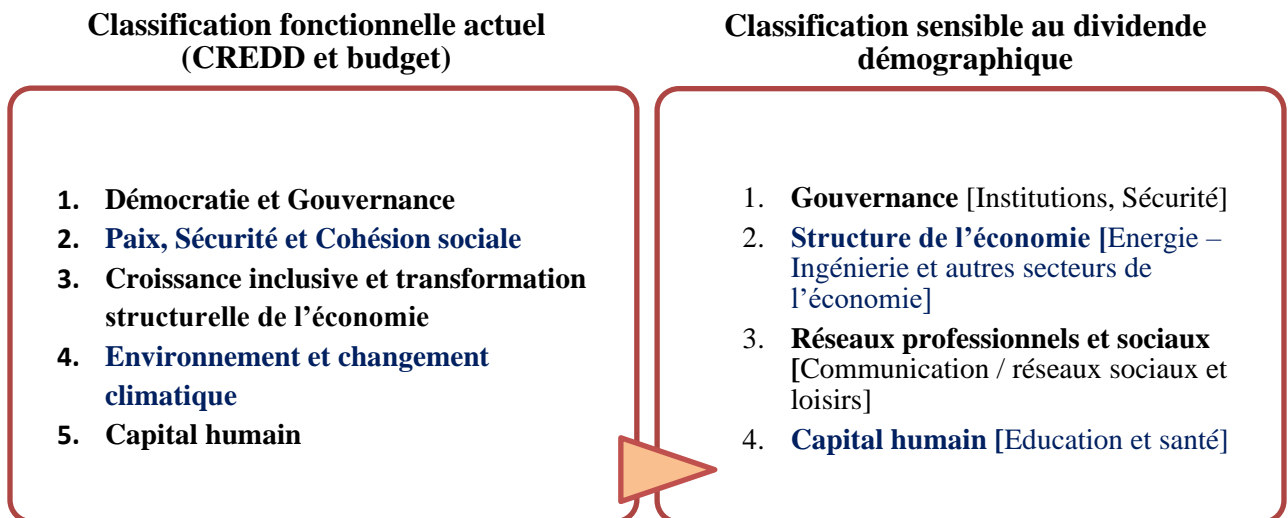 Classification fonctionnelle actuel
(CREDD et budget)
1. Démocratie et Gouvernance
2. Paix, Sécurité et Cohésion sociale
3. Croissance inclusive et transformation
structurelle de l’économie
4. Environnement et changement
climatique
5. Capital humain
Classification sensible au dividende
démographique
1. Gouvernance [Institutions, Sécurité]
2. Structure de l’économie [Energie –
Ingénierie et autres secteurs de
l’économie]
3. Réseaux professionnels et sociaux
[Communication / réseaux sociaux et
loisirs]
4. Capital humain [Education et santé]